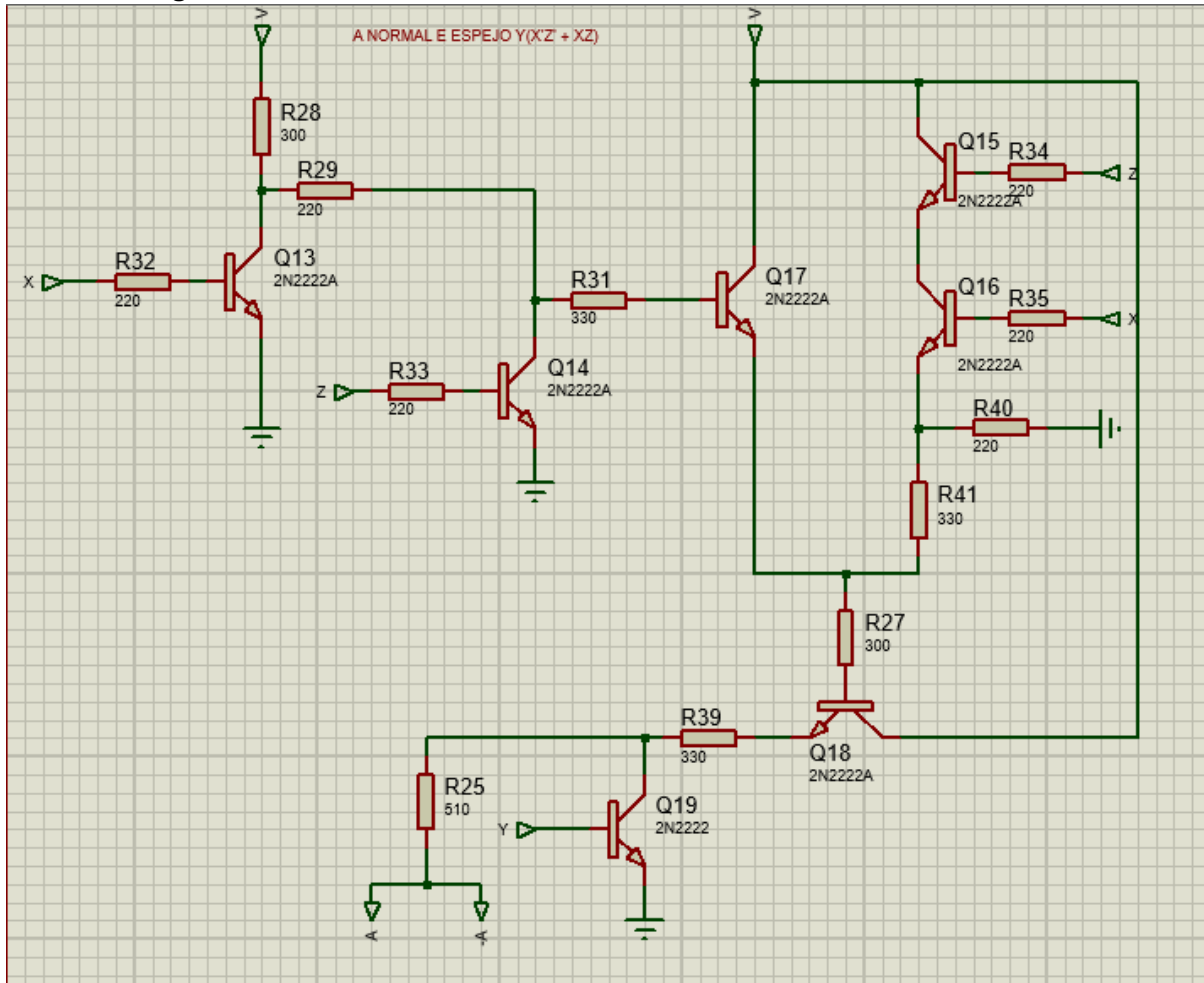 V
V
A NORMAL E ESPEJO Y(X'Z' + XZ)
R28
300
R29
220
Q15
2N2222A
R34
220
Z
X
R32
220
Q13
2N2222A
R31
330
Q17
2N2222A
Q16
2N2222A
R35
220
X
Z
R33
220
Q14
2N2222A
R40
220
R41
330
R27
300
R39
330
Q18
2N2222A
R25
510
Y
Q19
2N2222
A
-A